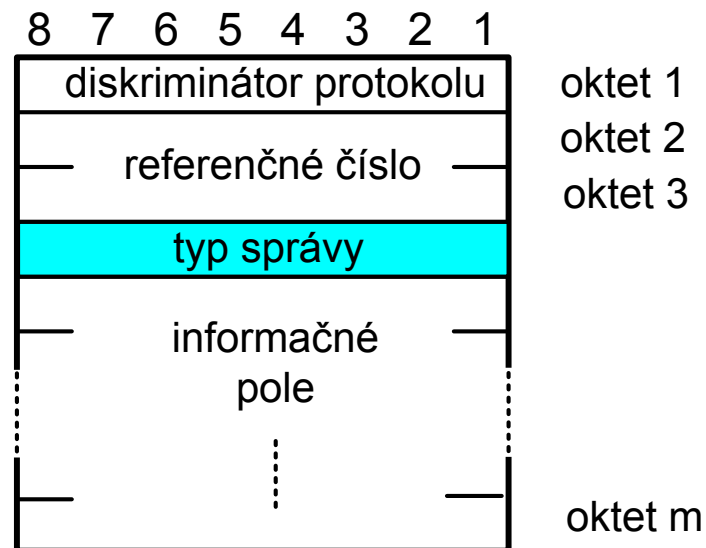 8 7 6 5 4 3 2 1
diskriminátor protokolu oktet 1
oktet 2
referenčné číslo
oktet 3
typ správy
informačné
pole
oktet m